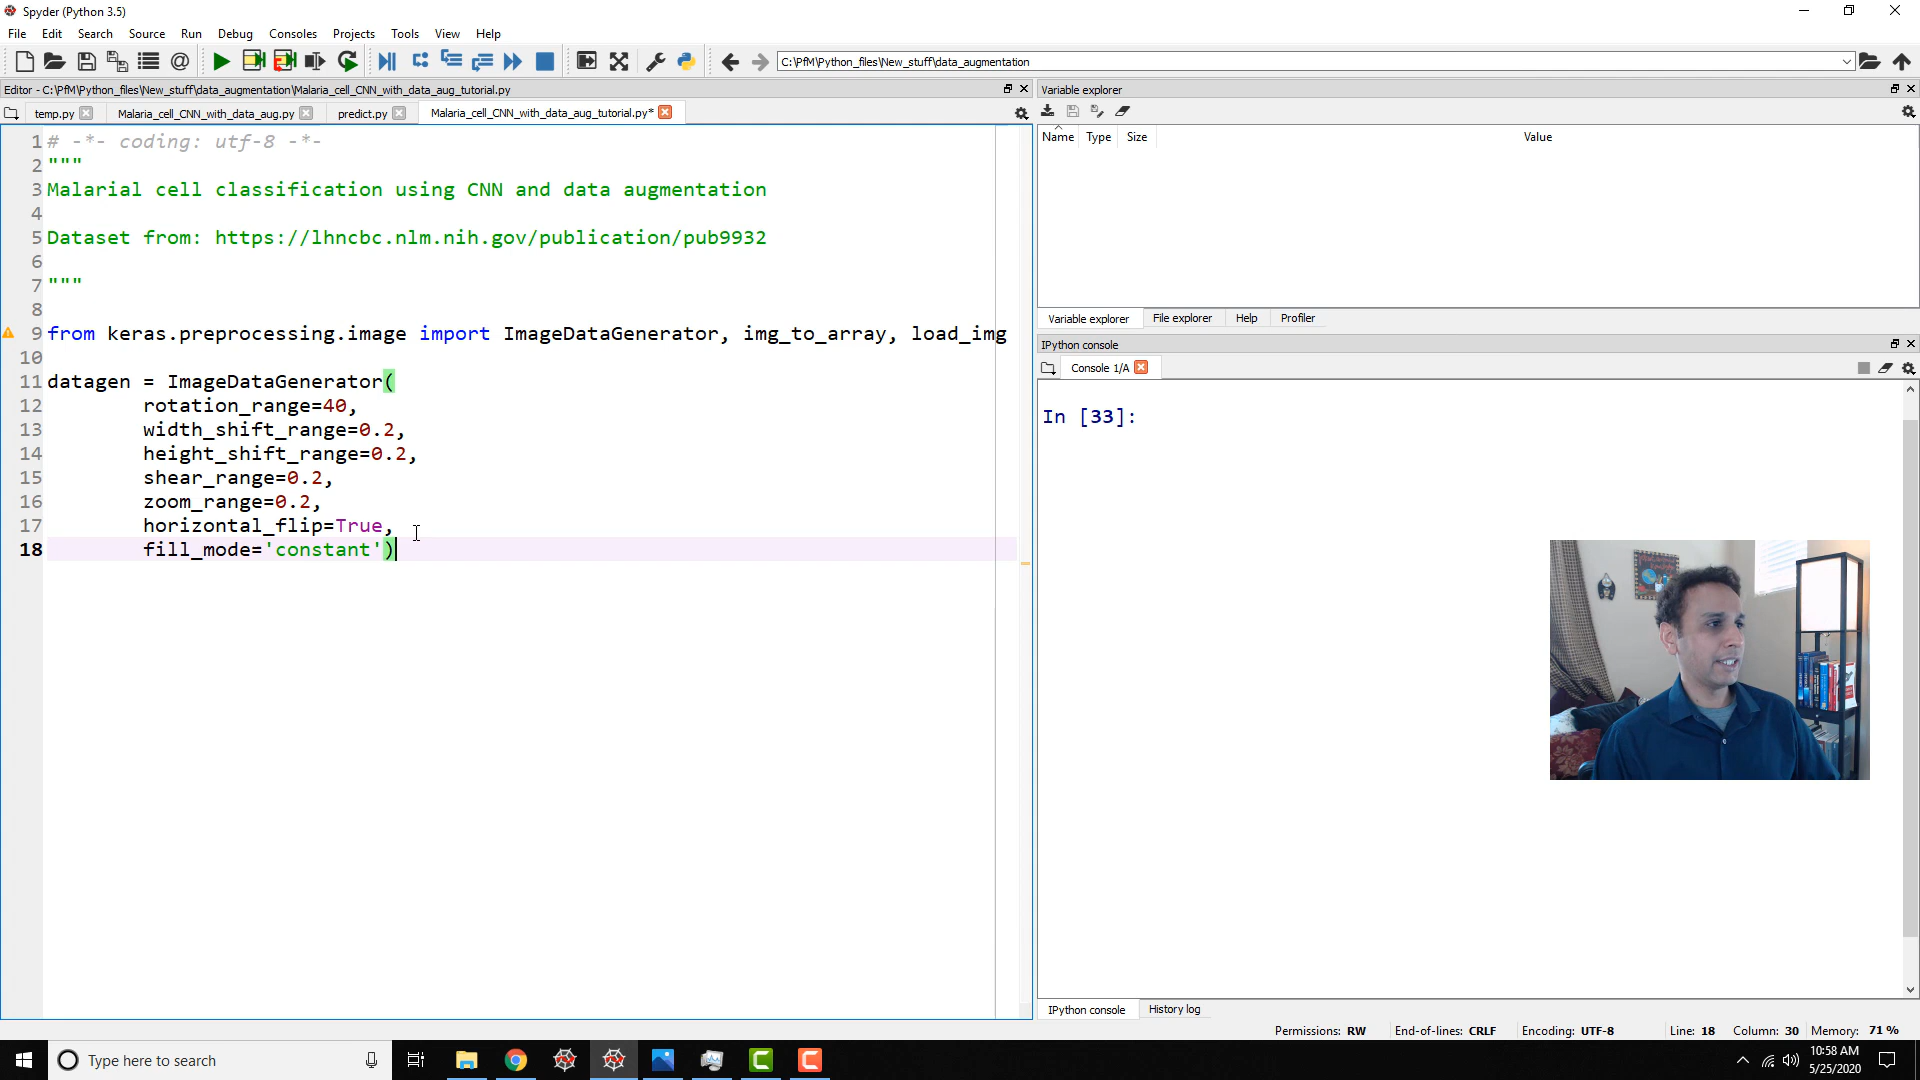 Spyder (Python 3.5)
File Edit Search Source Run Debug Consoles Projects Tools View Help
C:\PfM\Python_files\New_stuff\data_augmentation
Editor - C:\PfM\Python_files\New_stuff\data_augmentation\Malaria_cell_CNN_with_data_aug_tutorial.py
temp.py Malaria_cell_CNN_with_data_aug.py predict.py Malaria_cell_CNN_with_data_aug_tutorial.py*
1 # -*- coding: utf-8 -*-
2 """
3 Malarial cell classification using CNN and data augmentation
4
5 Dataset from: https://lhncbc.nlm.nih.gov/publication/pub9932
6
7 """
8
9 from keras.preprocessing.image import ImageDataGenerator, img_to_array, load_img
10
11 datagen = ImageDataGenerator(
12 rotation_range=40,
13 width_shift_range=0.2,
14 height_shift_range=0.2,
15 shear_range=0.2,
16 zoom_range=0.2,
17 horizontal_flip=True,
18 fill_mode='constant')
Variable explorer
Name Type Size Value
Variable explorer File explorer Help Profiler
IPython console
Console 1/A
In [33]:
IPython console History log
Permissions: RW End-of-lines: CRLF Encoding: UTF-8 Line: 18 Column: 30 Memory: 71 %
Type here to search
10:58 AM
5/25/2020